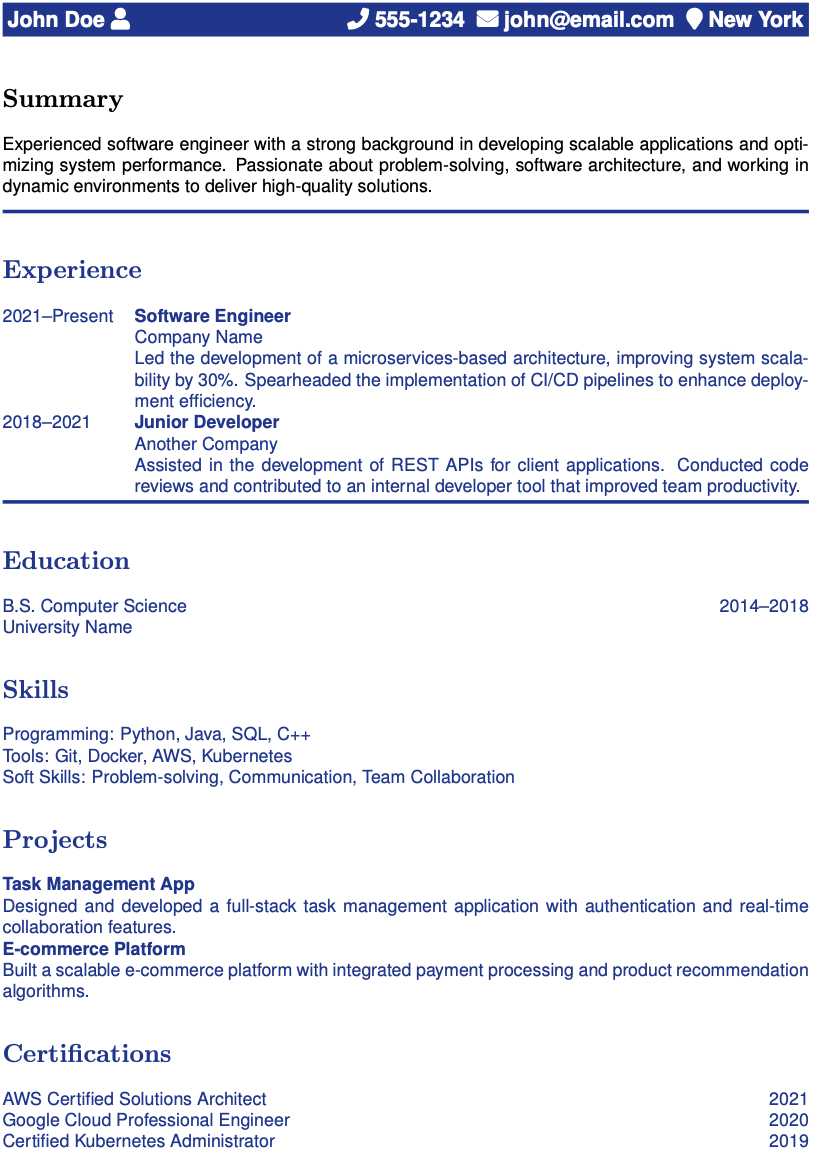 John Doe 555-1234 john@email.com New York
Summary
Experienced software engineer with a strong background in developing scalable applications and opti-
mizing system performance. Passionate about problem-solving, software architecture, and working in
dynamic environments to deliver high-quality solutions.
Experience
2021–Present Software Engineer
Company Name
Led the development of a microservices-based architecture, improving system scala-
bility by 30%. Spearheaded the implementation of CI/CD pipelines to enhance deploy-
ment efficiency.
2018–2021 Junior Developer
Another Company
Assisted in the development of REST APIs for client applications. Conducted code
reviews and contributed to an internal developer tool that improved team productivity.
Education
B.S. Computer Science 2014–2018
University Name
Skills
Programming: Python, Java, SQL, C++
Tools: Git, Docker, AWS, Kubernetes
Soft Skills: Problem-solving, Communication, Team Collaboration
Projects
Task Management App
Designed and developed a full-stack task management application with authentication and real-time
collaboration features.
E-commerce Platform
Built a scalable e-commerce platform with integrated payment processing and product recommendation
algorithms.
Certifications
AWS Certified Solutions Architect 2021
Google Cloud Professional Engineer 2020
Certified Kubernetes Administrator 2019